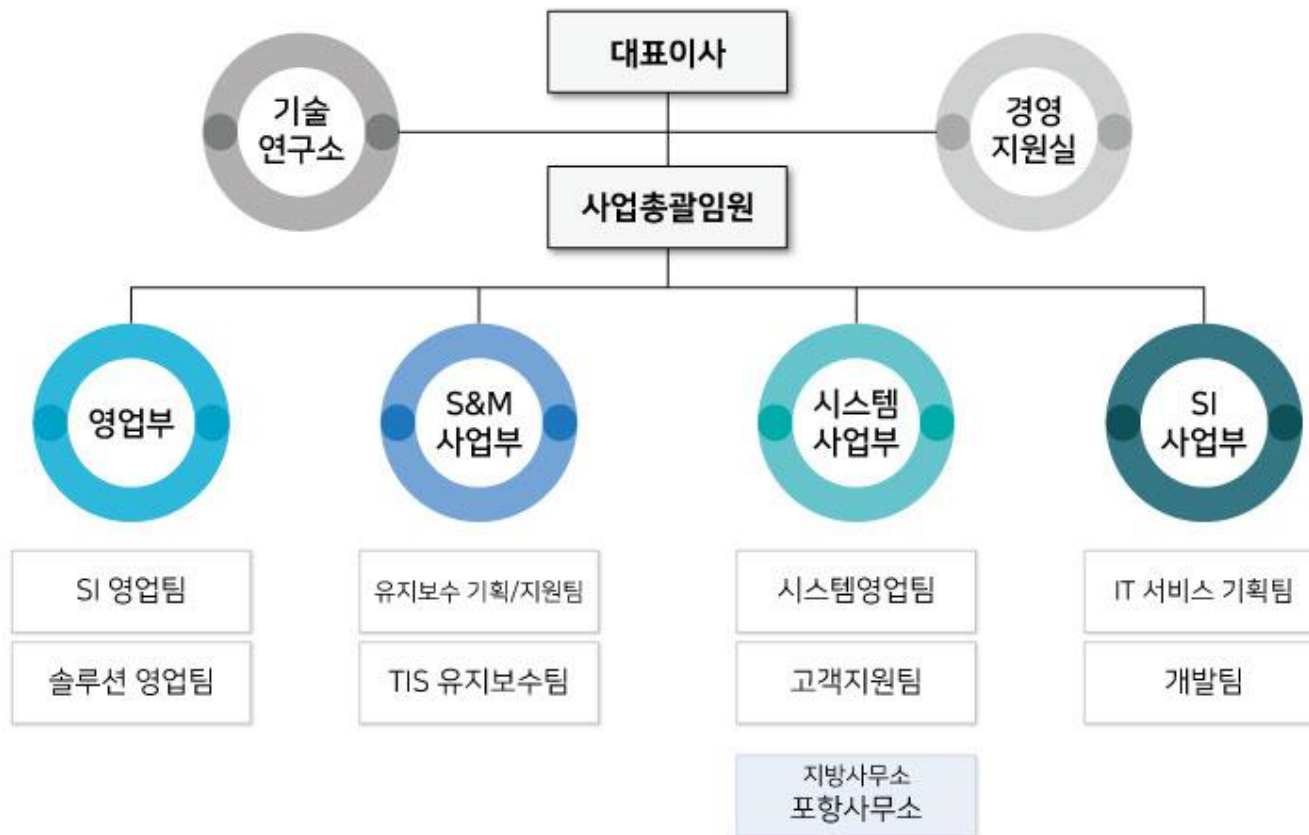 대표이사
기술
연구소
경영
지원실
사업총괄임원
영업부
S&M
사업부
시스템
사업부
SI
사업부
SI 영업팀
유지보수 기획/지원팀
시스템영업팀
IT 서비스 기획팀
솔루션 영업팀
TIS 유지보수팀
고객지원팀
개발팀
지방사무소
포항사무소